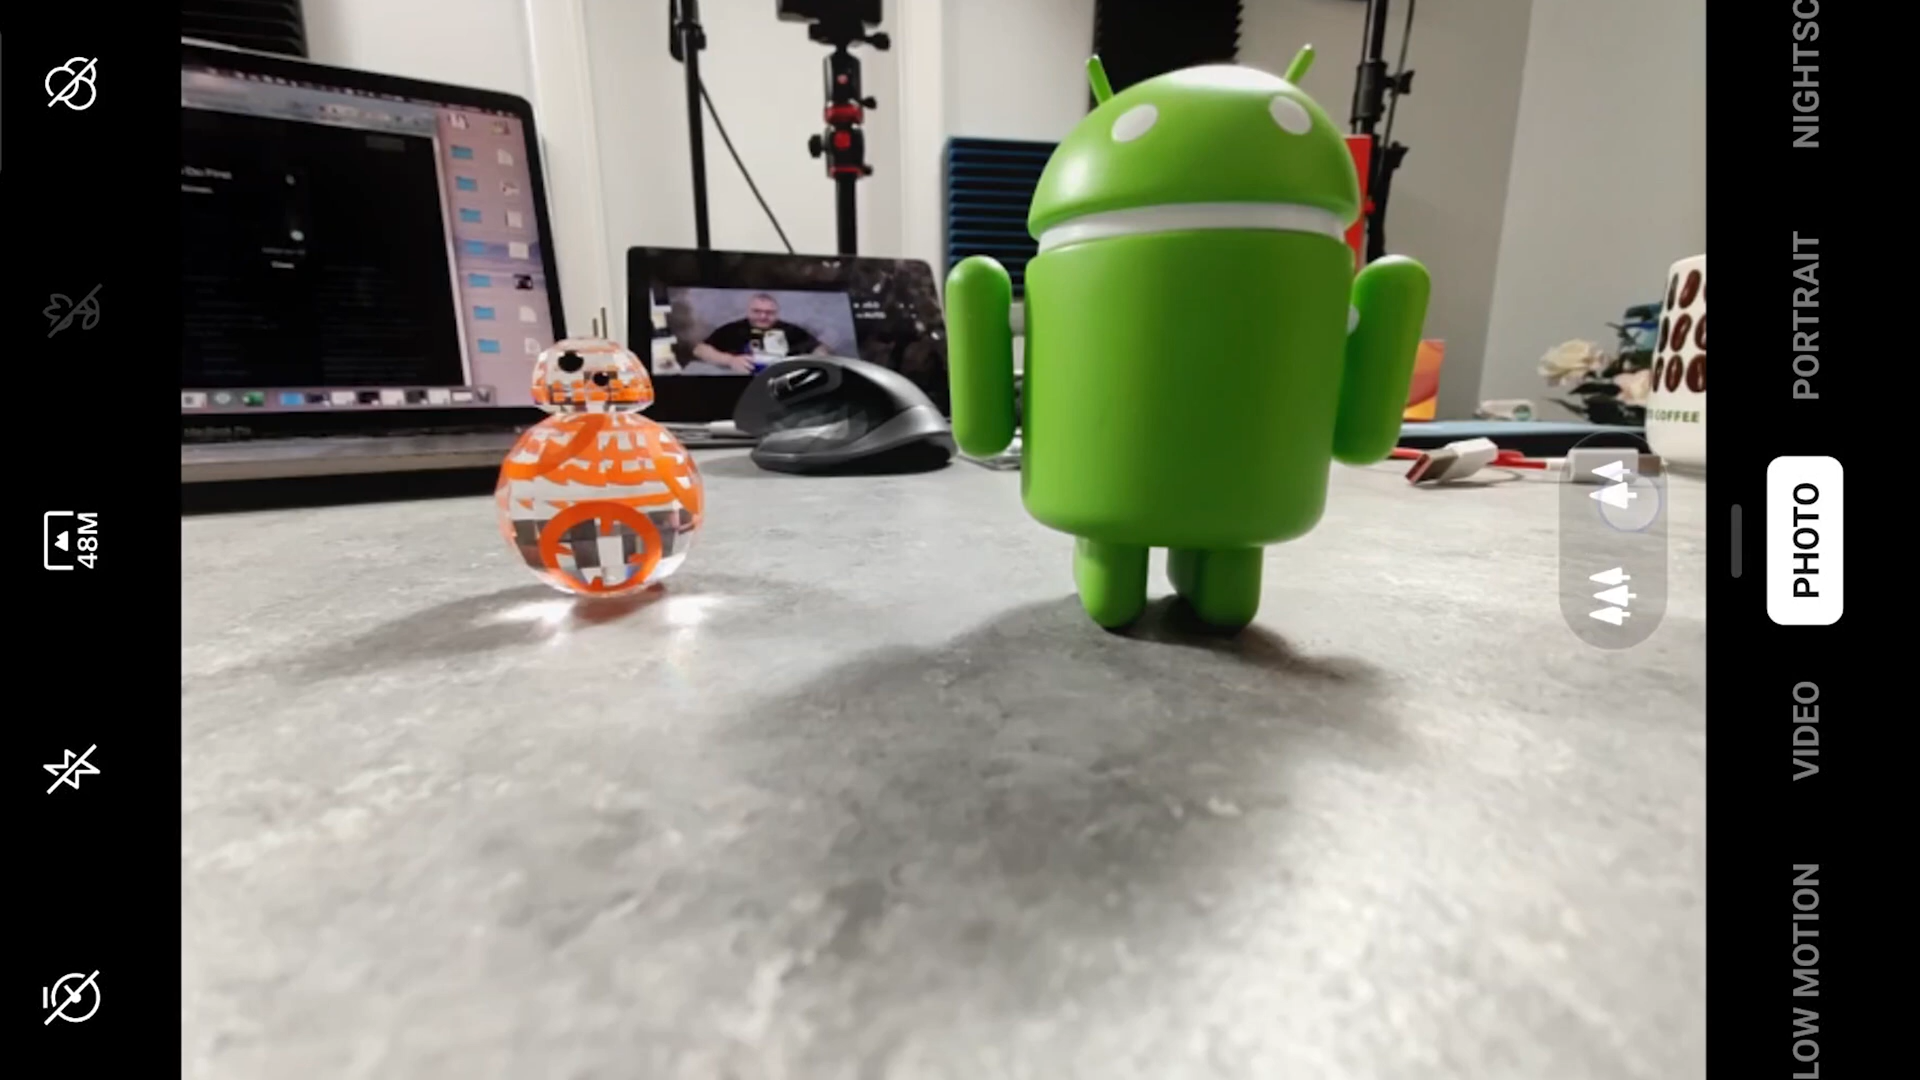 48M
NIGHTSC
PORTRAIT
PHOTO
VIDEO
LOW MOTION
COFFEE